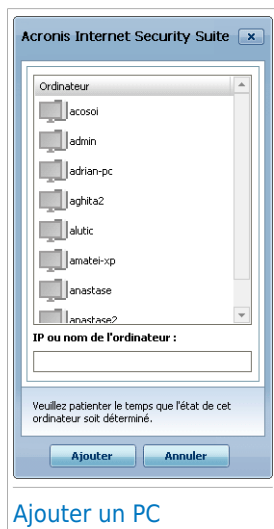 Acronis Internet Security Suite
Ordinateur
acosoi
admin
adrian-pc
aghita2
alutic
amatei-xp
anastase
anastase2
IP ou nom de l'ordinateur :
Veuillez patienter le temps que l'état de cet
ordinateur soit déterminé.
Ajouter Annuler
Ajouter un PC